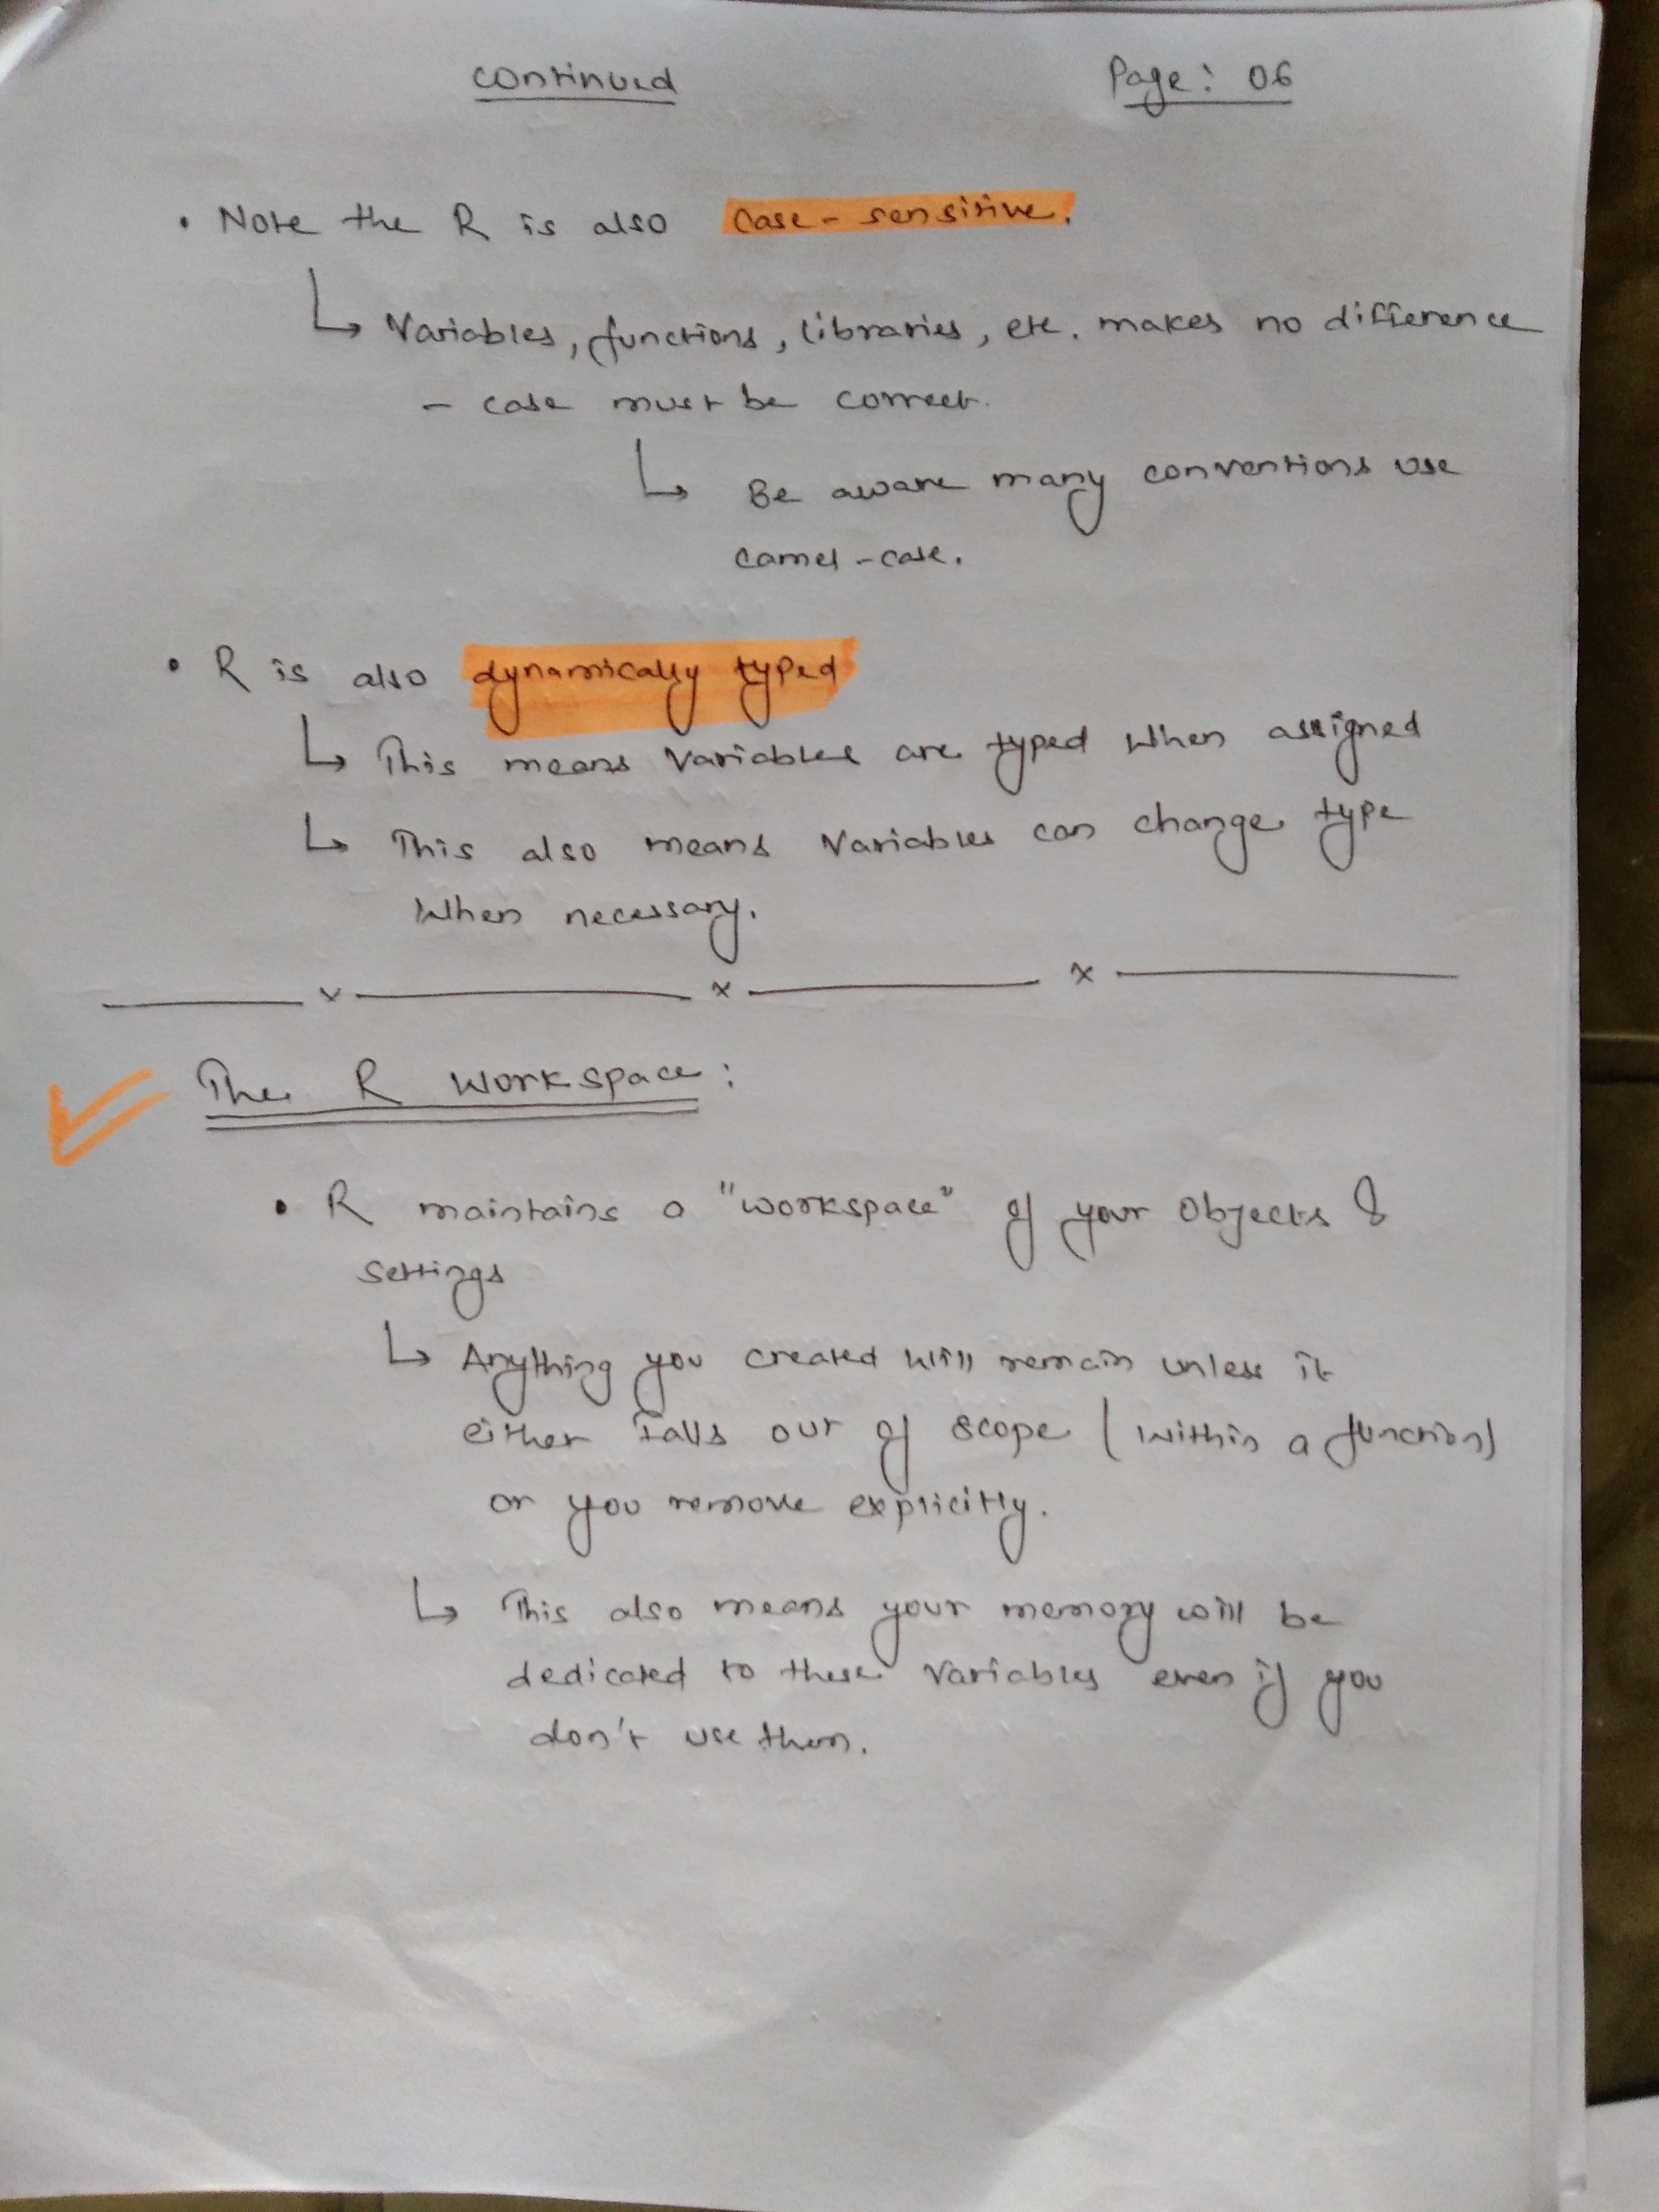 continued Page: 06
• Note the R is also case-sensitive.
↳ Variables, functions, libraries, etc. makes no difference
- case must be correct.
↳ Be aware many conventions use
camel-case.
• R is also dynamically typed
↳ This means variables are typed when assigned
↳ This also means variables can change type
when necessary.
x x x
The R Workspace:
• R maintains a "workspace" of your objects &
settings
↳ Anything you created will remain unless it
either falls out of scope (within a function)
or you remove explicitly.
↳ This also means your memory will be
dedicated to these variables even if you
don't use them.